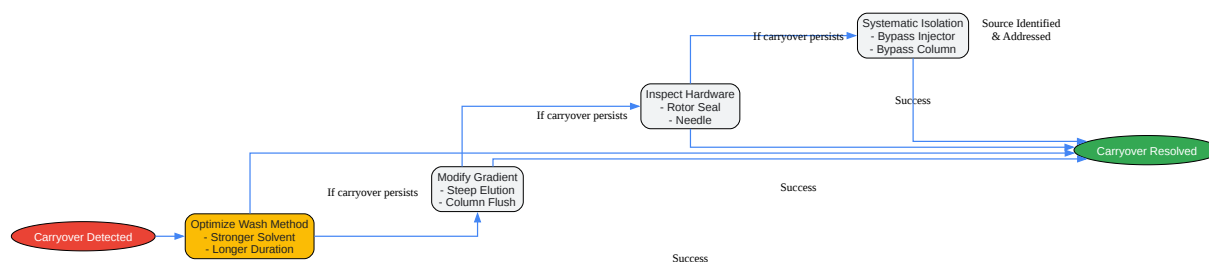 Carryover Detected
Optimize Wash Method
- Stronger Solvent
- Longer Duration
If carryover persists
Modify Gradient
- Steep Elution
- Column Flush
If carryover persists
Inspect Hardware
- Rotor Seal
- Needle
If carryover persists
Systematic Isolation
- Bypass Injector
- Bypass Column
Source Identified
& Addressed
Success
Success
Success
Carryover Resolved